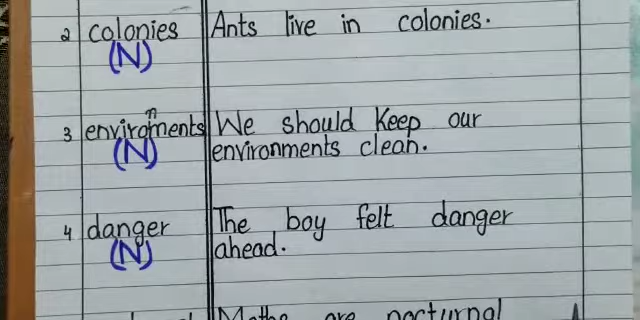 2 colonies Ants live in colonies.
(N)
3 environments We should Keep our
(N) environments clean.
4 danger The boy felt danger
(N) ahead.
Moths are nocturnal